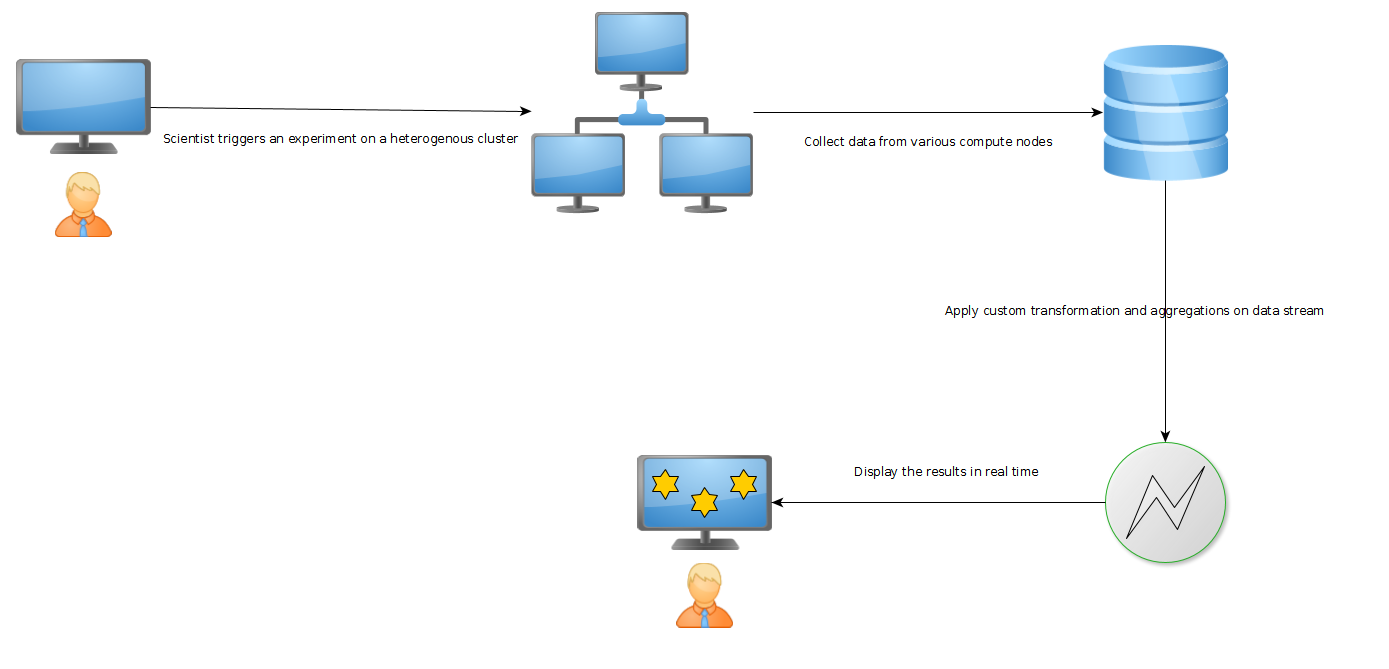 Scientist triggers an experiment on a heterogenous cluster
Collect data from various compute nodes
Apply custom transformation and aggregations on data stream
Display the results in real time